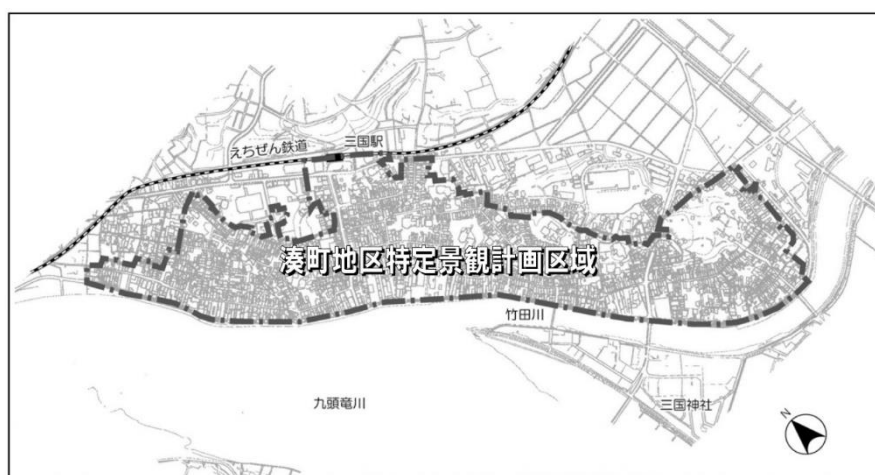 えちぜん鉄道
三国駅
湊町地区特定景観計画区域
竹田川
九頭竜川
三国神社
N